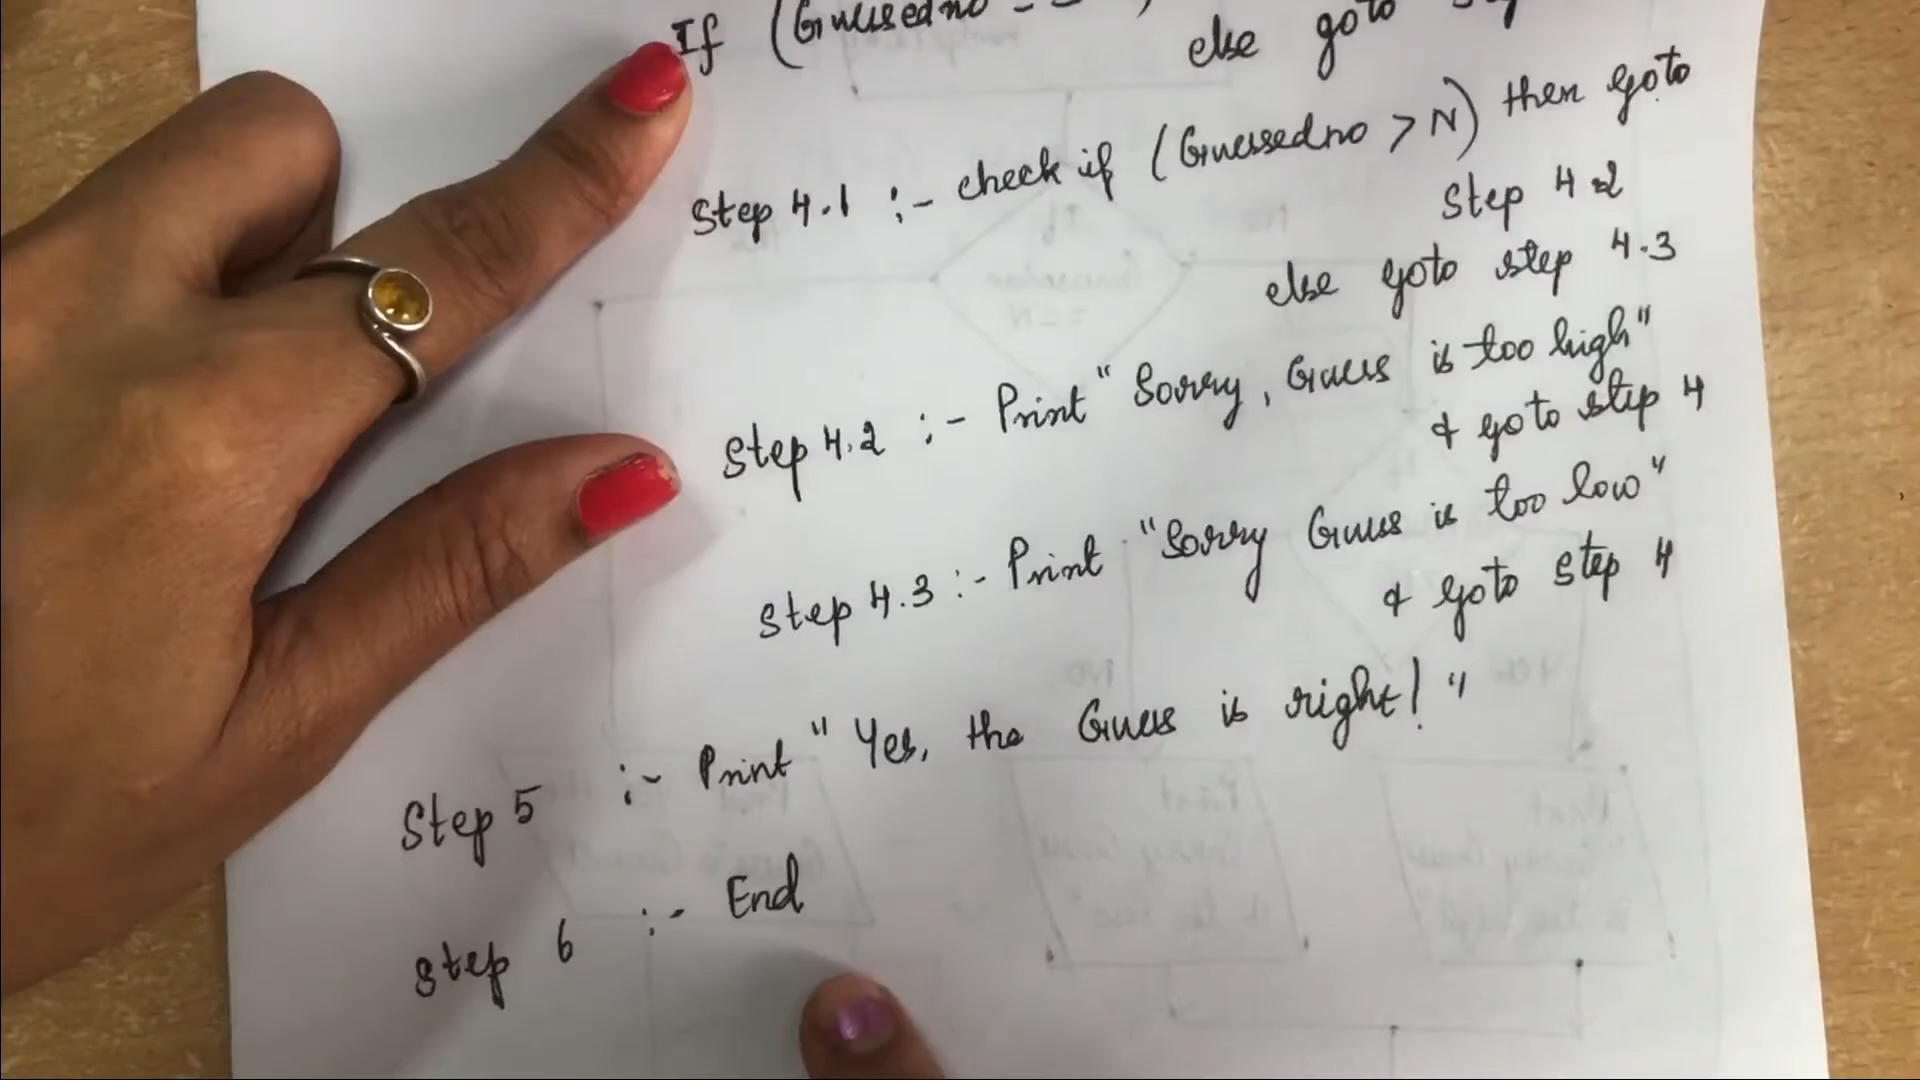 If (Guessedno
else goto
Step 4.1 :- check if (Guessedno > N) then goto
Step 4.2
else goto step 4.3
Step 4.2 :- Print "Sorry, Guess is too high"
& goto step 4
Step 4.3 :- Print "Sorry Guess is too low"
& goto step 4
Step 5 :- Print "Yes, the Guess is right!"
Step 6 :- End